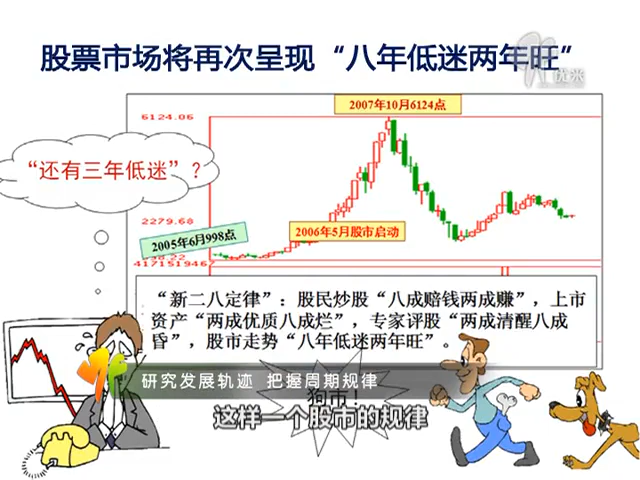 股票市场将再次呈现“八年低迷两年旺”
优米
2007年10月6124点
6124.06
“还有三年低迷”？
2279.68
2005年6月998点
2006年5月股市启动
“新二八定律”：股民炒股“八成赔钱两成赚”，上市
资产“两成优质八成烂”，专家评股“两成清醒八成
昏”，股市走势“八年低迷两年旺”。
研究发展轨迹 把握周期规律
狗市！
这样一个股市的规律